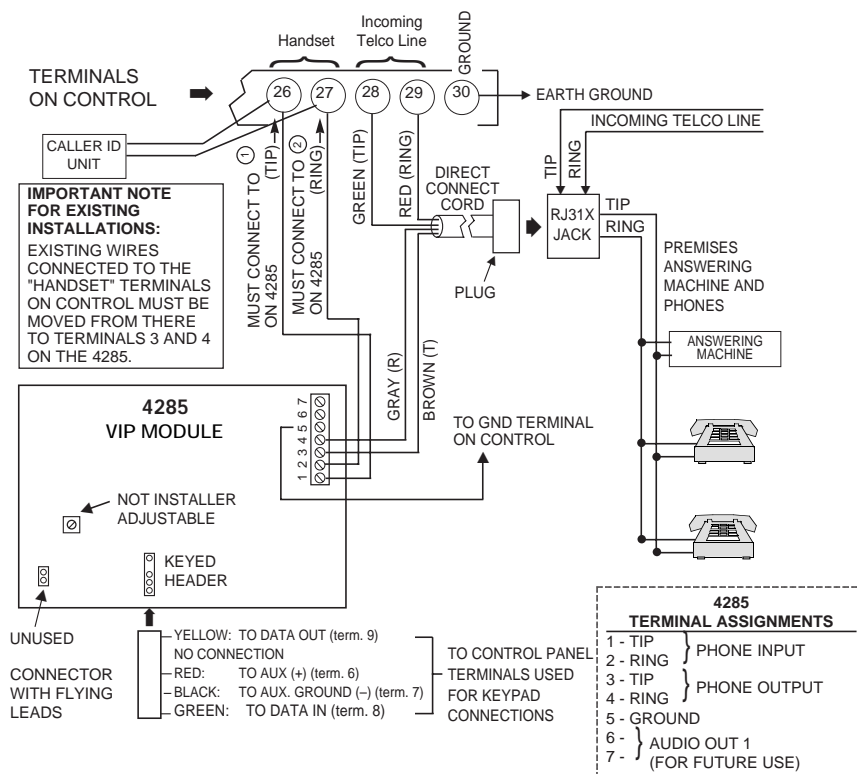 Handset
Incoming
Telco Line
GROUND
TERMINALS
ON CONTROL
26
27
28
29
30
EARTH GROUND
INCOMING TELCO LINE
CALLER ID
UNIT
MUST CONNECT TO 1 (TIP)
ON 4285
MUST CONNECT TO 2 (RING)
ON 4285
GREEN (TIP)
RED (RING)
DIRECT
CONNECT
CORD
PLUG
TIP
RING
RJ31X
JACK
TIP
RING
PREMISES
ANSWERING
MACHINE AND
PHONES
ANSWERING
MACHINE
IMPORTANT NOTE
FOR EXISTING
INSTALLATIONS:
EXISTING WIRES
CONNECTED TO THE
"HANDSET" TERMINALS
ON CONTROL MUST BE
MOVED FROM THERE
TO TERMINALS 3 AND 4
ON THE 4285.
GRAY (R)
BROWN (T)
4285
VIP MODULE
1 2 3 4 5 6 7
TO GND TERMINAL
ON CONTROL
NOT INSTALLER
ADJUSTABLE
KEYED
HEADER
UNUSED
CONNECTOR
WITH FLYING
LEADS
YELLOW: TO DATA OUT (term. 9)
NO CONNECTION
RED: TO AUX (+) (term. 6)
BLACK: TO AUX. GROUND (–) (term. 7)
GREEN: TO DATA IN (term. 8)
TO CONTROL PANEL
TERMINALS USED
FOR KEYPAD
CONNECTIONS
4285
TERMINAL ASSIGNMENTS
1 - TIP
2 - RING
PHONE INPUT
3 - TIP
4 - RING
PHONE OUTPUT
5 - GROUND
6 -
7 -
AUDIO OUT 1
(FOR FUTURE USE)